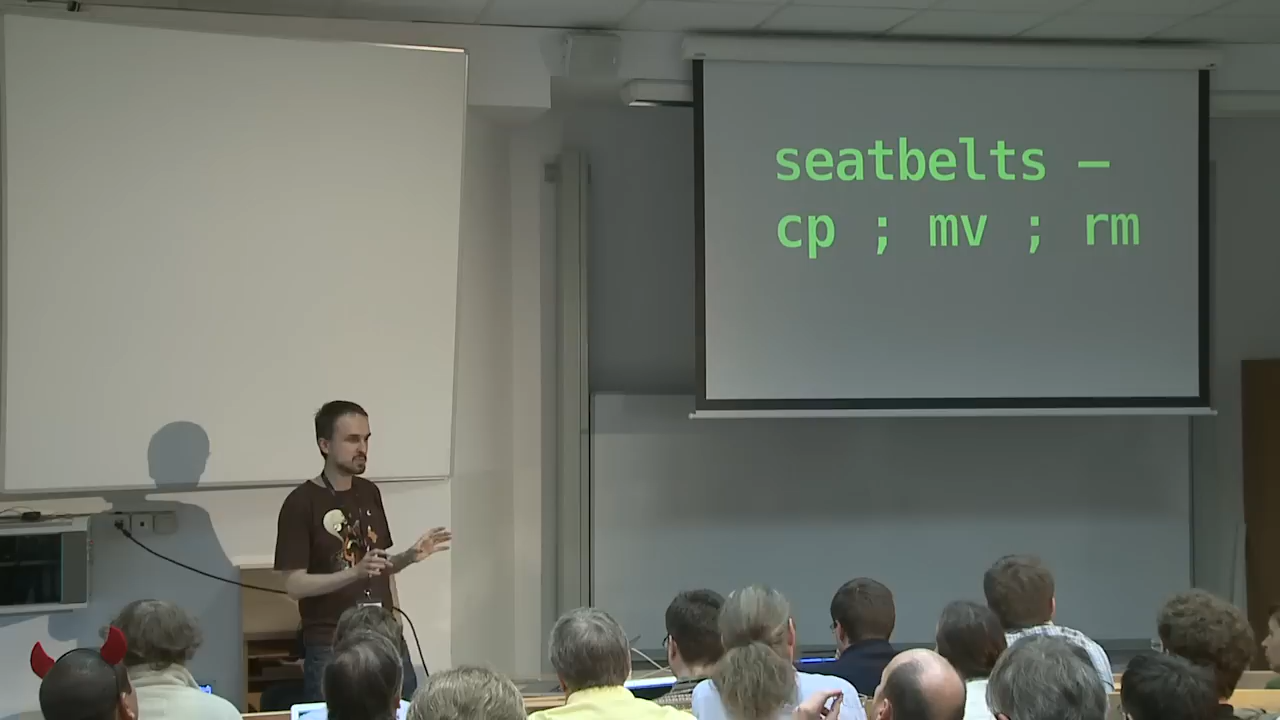 seatbelts –
cp ; mv ; rm